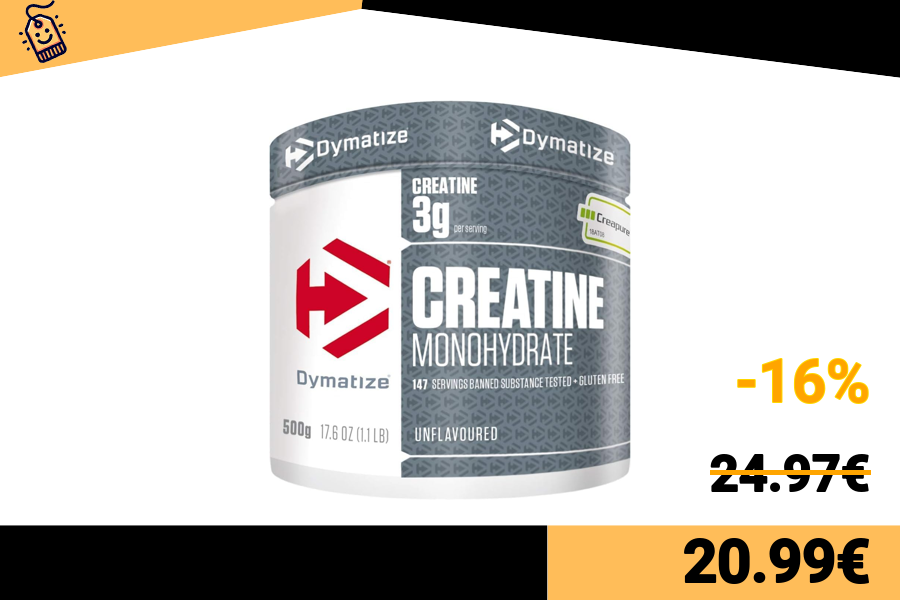 Dymatize
Dymatize
CREATINE
3g per serving
Creapure
CREATINE
MONOHYDRATE
Dymatize®
147 SERVINGS BANNED SUBSTANCE TESTED • GLUTEN FREE
500g 17.6 OZ (1.1 LB)
UNFLAVOURED
-16%
24.97€
20.99€